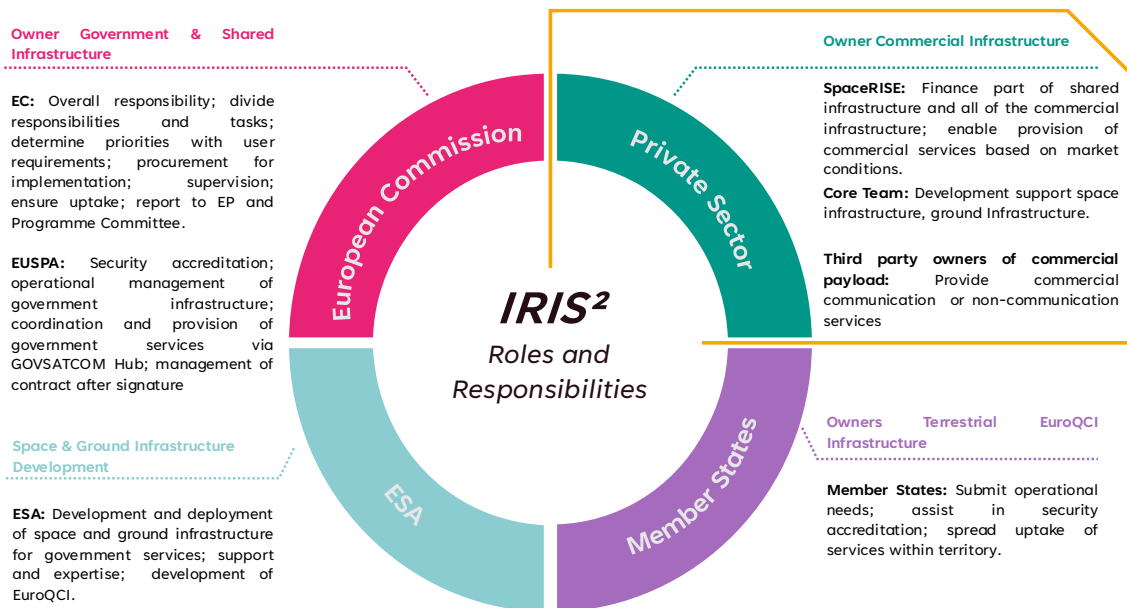 Owner Government & Shared
Infrastructure
EC: Overall responsibility; divide
responsibilities and tasks;
determine priorities with user
requirements; procurement for
implementation; supervision;
ensure uptake; report to EP and
Programme Committee.
EUSPA: Security accreditation;
operational management of
government infrastructure;
coordination and provision of
government services via
GOVSATCOM Hub; management of
contract after signature
Space & Ground Infrastructure
Development
ESA: Development and deployment
of space and ground infrastructure
for government services; support
and expertise; development of
EuroQCI.
European Commission
Private Sector
ESA
Member States
IRIS²
Roles and
Responsibilities
Owner Commercial Infrastructure
SpaceRISE: Finance part of shared
infrastructure and all of the commercial
infrastructure; enable provision of
commercial services based on market
conditions.
Core Team: Development support space
infrastructure, ground Infrastructure.
Third party owners of commercial
payload: Provide commercial
communication or non-communication
services
Owners Terrestrial EuroQCI
Infrastructure
Member States: Submit operational
needs; assist in security
accreditation; spread uptake of
services within territory.